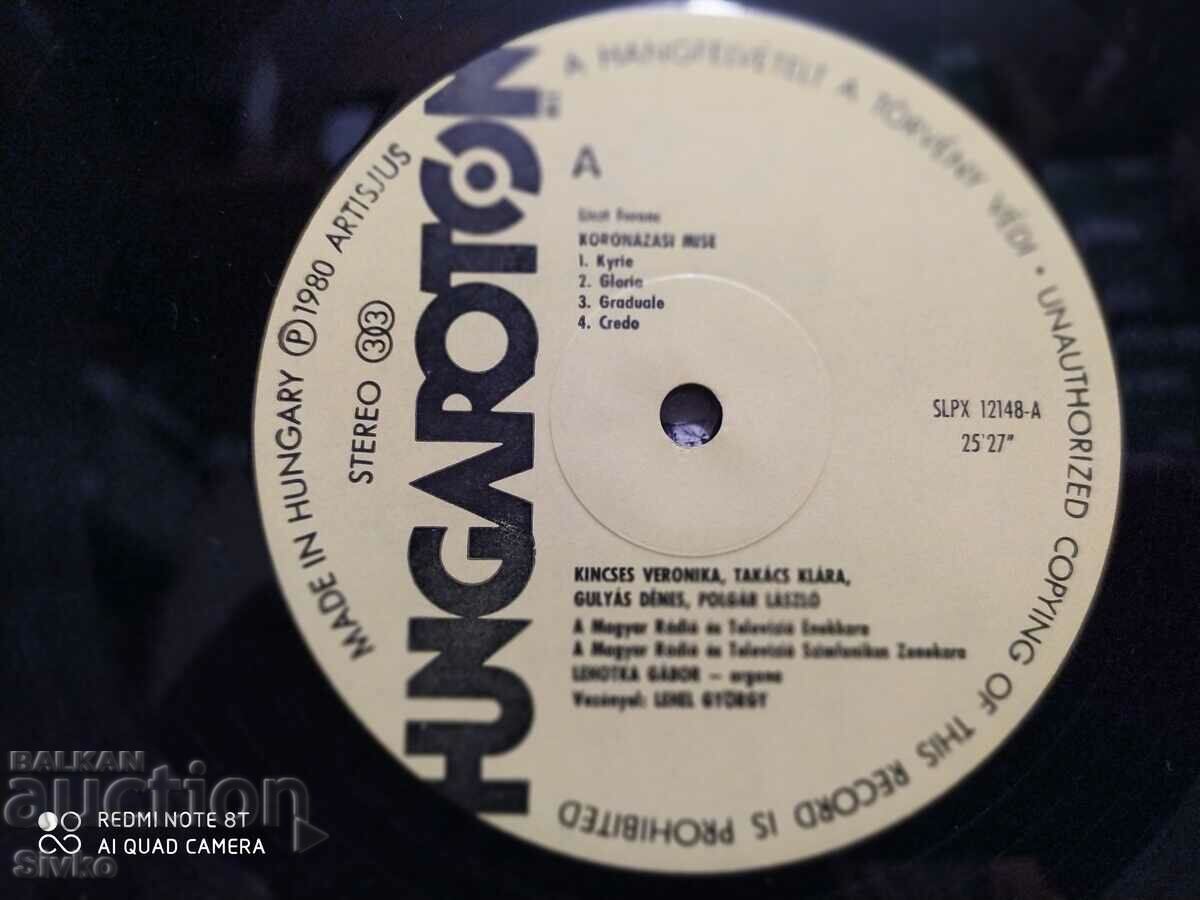 A HANGFELVÉTELT A TÖRVÉNY VÉDI • UNAUTHORIZED COPYING OF THIS RECORD IS PROHIBITED
MADE IN HUNGARY Ⓟ 1980 ARTISJUS
STEREO 33
HUNGAROTON
A
Liszt Ferenc
KORONÁZÁSI MISE
1. Kyrie
2. Gloria
3. Graduale
4. Credo
SLPX 12148-A
25'27"
KINCSES VERONIKA, TAKÁCS KLÁRA,
GULYÁS DÉNES, POLGÁR LÁSZLÓ
A Magyar Rádió és Televízió Énekkara
A Magyar Rádió és Televízió Szimfonikus Zenekara
LEHOTKA GÁBOR – orgona
Vezényel: LEHEL GYÖRGY
BALKAN
auction
REDMI NOTE 8T
AI QUAD CAMERA
Sivko